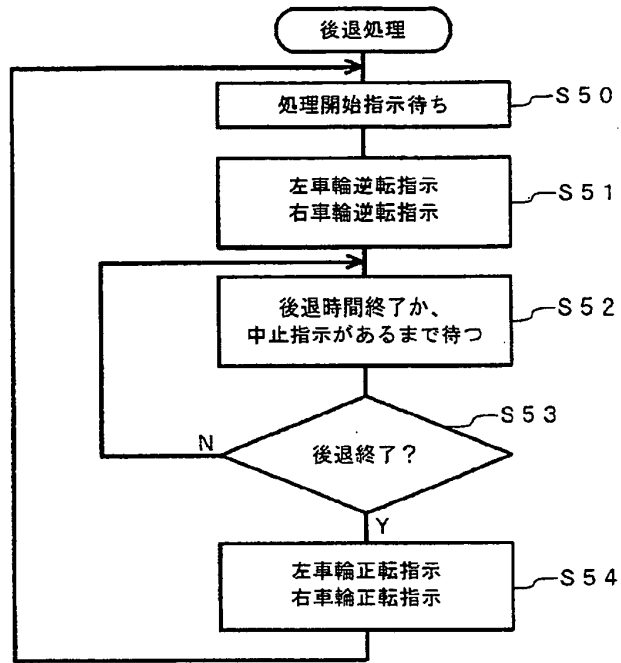 後退処理
処理開始指示待ち
S50
左車輪逆転指示
右車輪逆転指示
S51
後退時間終了か、
中止指示があるまで待つ
S52
S53
N
後退終了?
Y
左車輪正転指示
右車輪正転指示
S54